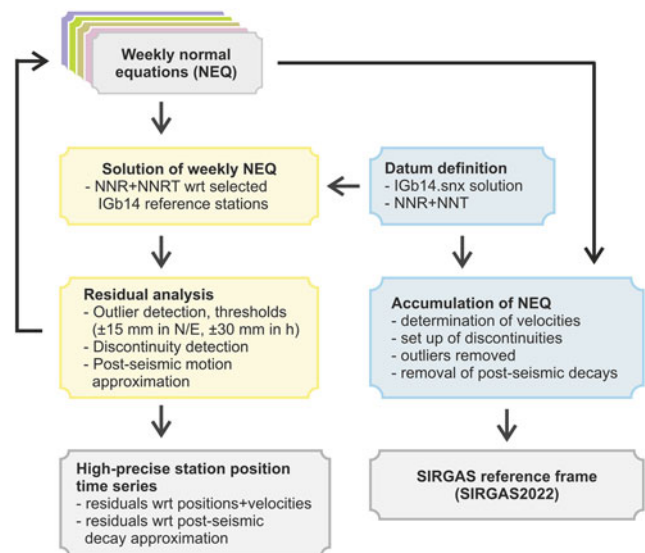 Weekly normal
equations (NEQ)
Solution of weekly NEQ
- NNR+NNRT wrt selected
IGb14 reference stations
Datum definition
- IGb14.snx solution
- NNR+NNT
Residual analysis
- Outlier detection, thresholds
(±15 mm in N/E, ±30 mm in h)
- Discontinuity detection
- Post-seismic motion
approximation
Accumulation of NEQ
- determination of velocities
- set up of discontinuities
- outliers removed
- removal of post-seismic decays
High-precise station position
time series
- residuals wrt positions+velocities
- residuals wrt post-seismic
decay approximation
SIRGAS reference frame
(SIRGAS2022)